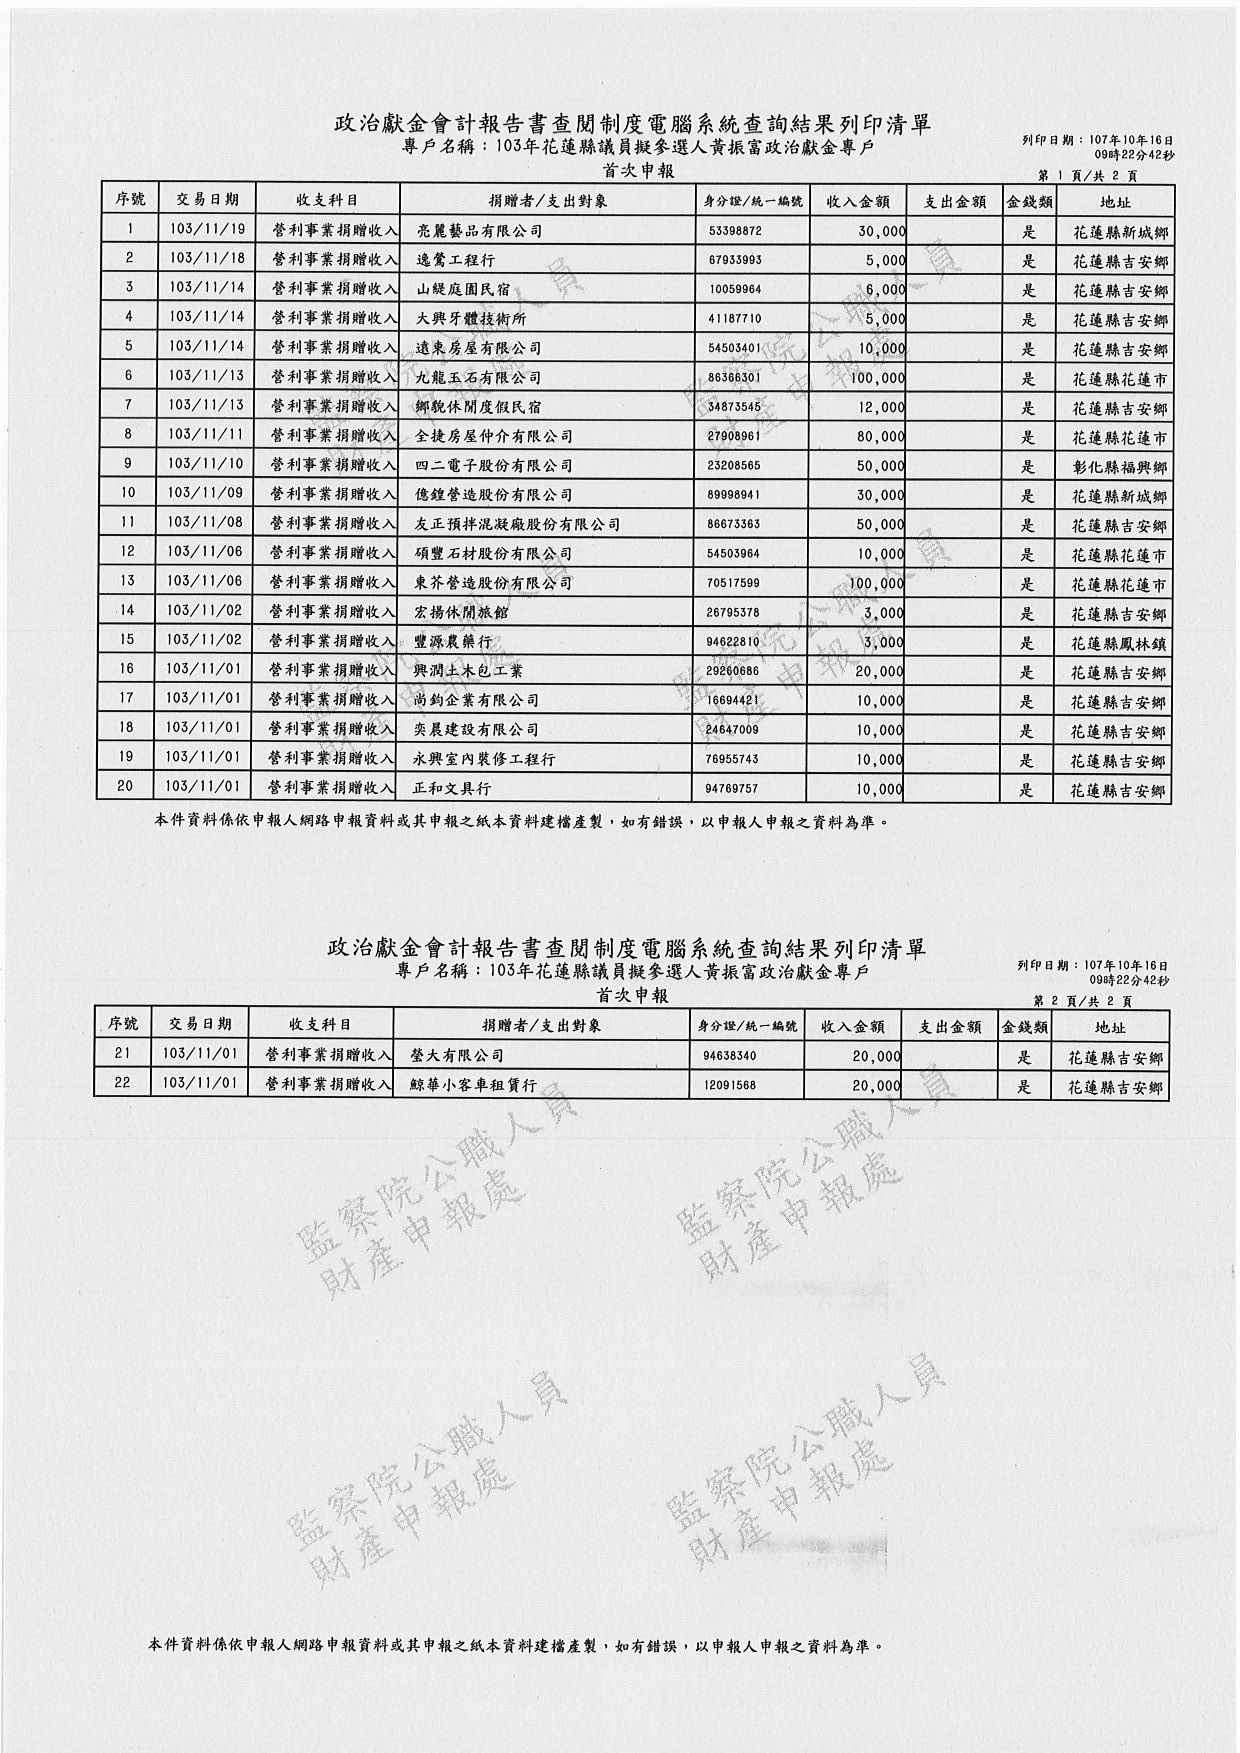 政治獻金會計報告書查閱制度電腦系統查詢結果列印清單
專戶名稱：103年花蓮縣議員擬參選人黃振富政治獻金專戶
列印日期：107年10月16日
09時22分42秒
首次申報
第 1 頁/共 2 頁
序號 交易日期 收支科目 捐贈者/支出對象 身分證/統一編號 收入金額 支出金額 金錢類 地址
1 103/11/19 營利事業捐贈收入 亮麗藝品有限公司 53398872 30,000 是 花蓮縣新城鄉
2 103/11/18 營利事業捐贈收入 逸鶯工程行 67933993 5,000 是 花蓮縣吉安鄉
3 103/11/14 營利事業捐贈收入 山緹庭園民宿 10059964 6,000 是 花蓮縣吉安鄉
4 103/11/14 營利事業捐贈收入 大興牙體技術所 41187710 5,000 是 花蓮縣吉安鄉
5 103/11/14 營利事業捐贈收入 遠東房屋有限公司 54503401 10,000 是 花蓮縣吉安鄉
6 103/11/13 營利事業捐贈收入 九龍玉石有限公司 86366301 100,000 是 花蓮縣花蓮市
7 103/11/13 營利事業捐贈收入 鄉貌休閒度假民宿 34873545 12,000 是 花蓮縣吉安鄉
8 103/11/11 營利事業捐贈收入 全捷房屋仲介有限公司 27908961 80,000 是 花蓮縣花蓮市
9 103/11/10 營利事業捐贈收入 四二電子股份有限公司 23208565 50,000 是 彰化縣福興鄉
10 103/11/09 營利事業捐贈收入 億鍠營造股份有限公司 89998941 30,000 是 花蓮縣新城鄉
11 103/11/08 營利事業捐贈收入 友正預拌混凝廠股份有限公司 86673363 50,000 是 花蓮縣吉安鄉
12 103/11/06 營利事業捐贈收入 碩豐石材股份有限公司 54503964 10,000 是 花蓮縣花蓮市
13 103/11/06 營利事業捐贈收入 東芥營造股份有限公司 70517599 100,000 是 花蓮縣花蓮市
14 103/11/02 營利事業捐贈收入 宏揚休閒旅館 26795378 3,000 是 花蓮縣吉安鄉
15 103/11/02 營利事業捐贈收入 豐源農藥行 94622810 3,000 是 花蓮縣鳳林鎮
16 103/11/01 營利事業捐贈收入 興潤土木包工業 29260686 20,000 是 花蓮縣吉安鄉
17 103/11/01 營利事業捐贈收入 尚鈞企業有限公司 16694421 10,000 是 花蓮縣吉安鄉
18 103/11/01 營利事業捐贈收入 奕晨建設有限公司 24647009 10,000 是 花蓮縣吉安鄉
19 103/11/01 營利事業捐贈收入 永興室內裝修工程行 76955743 10,000 是 花蓮縣吉安鄉
20 103/11/01 營利事業捐贈收入 正和文具行 94769757 10,000 是 花蓮縣吉安鄉
監察院公職人員
財產申報處
監察院公職人員
財產申報處
監察院公職人員
財產申報處
監察院公職人員
財產申報處
本件資料係依申報人網路申報資料或其申報之紙本資料建檔產製，如有錯誤，以申報人申報之資料為準。
政治獻金會計報告書查閱制度電腦系統查詢結果列印清單
專戶名稱：103年花蓮縣議員擬參選人黃振富政治獻金專戶
列印日期：107年10月16日
09時22分42秒
首次申報
第 2 頁/共 2 頁
序號 交易日期 收支科目 捐贈者/支出對象 身分證/統一編號 收入金額 支出金額 金錢類 地址
21 103/11/01 營利事業捐贈收入 瑩大有限公司 94638340 20,000 是 花蓮縣吉安鄉
22 103/11/01 營利事業捐贈收入 鯨華小客車租賃行 12091568 20,000 是 花蓮縣吉安鄉
監察院公職人員
財產申報處
監察院公職人員
財產申報處
監察院公職人員
財產申報處
監察院公職人員
財產申報處
本件資料係依申報人網路申報資料或其申報之紙本資料建檔產製，如有錯誤，以申報人申報之資料為準。